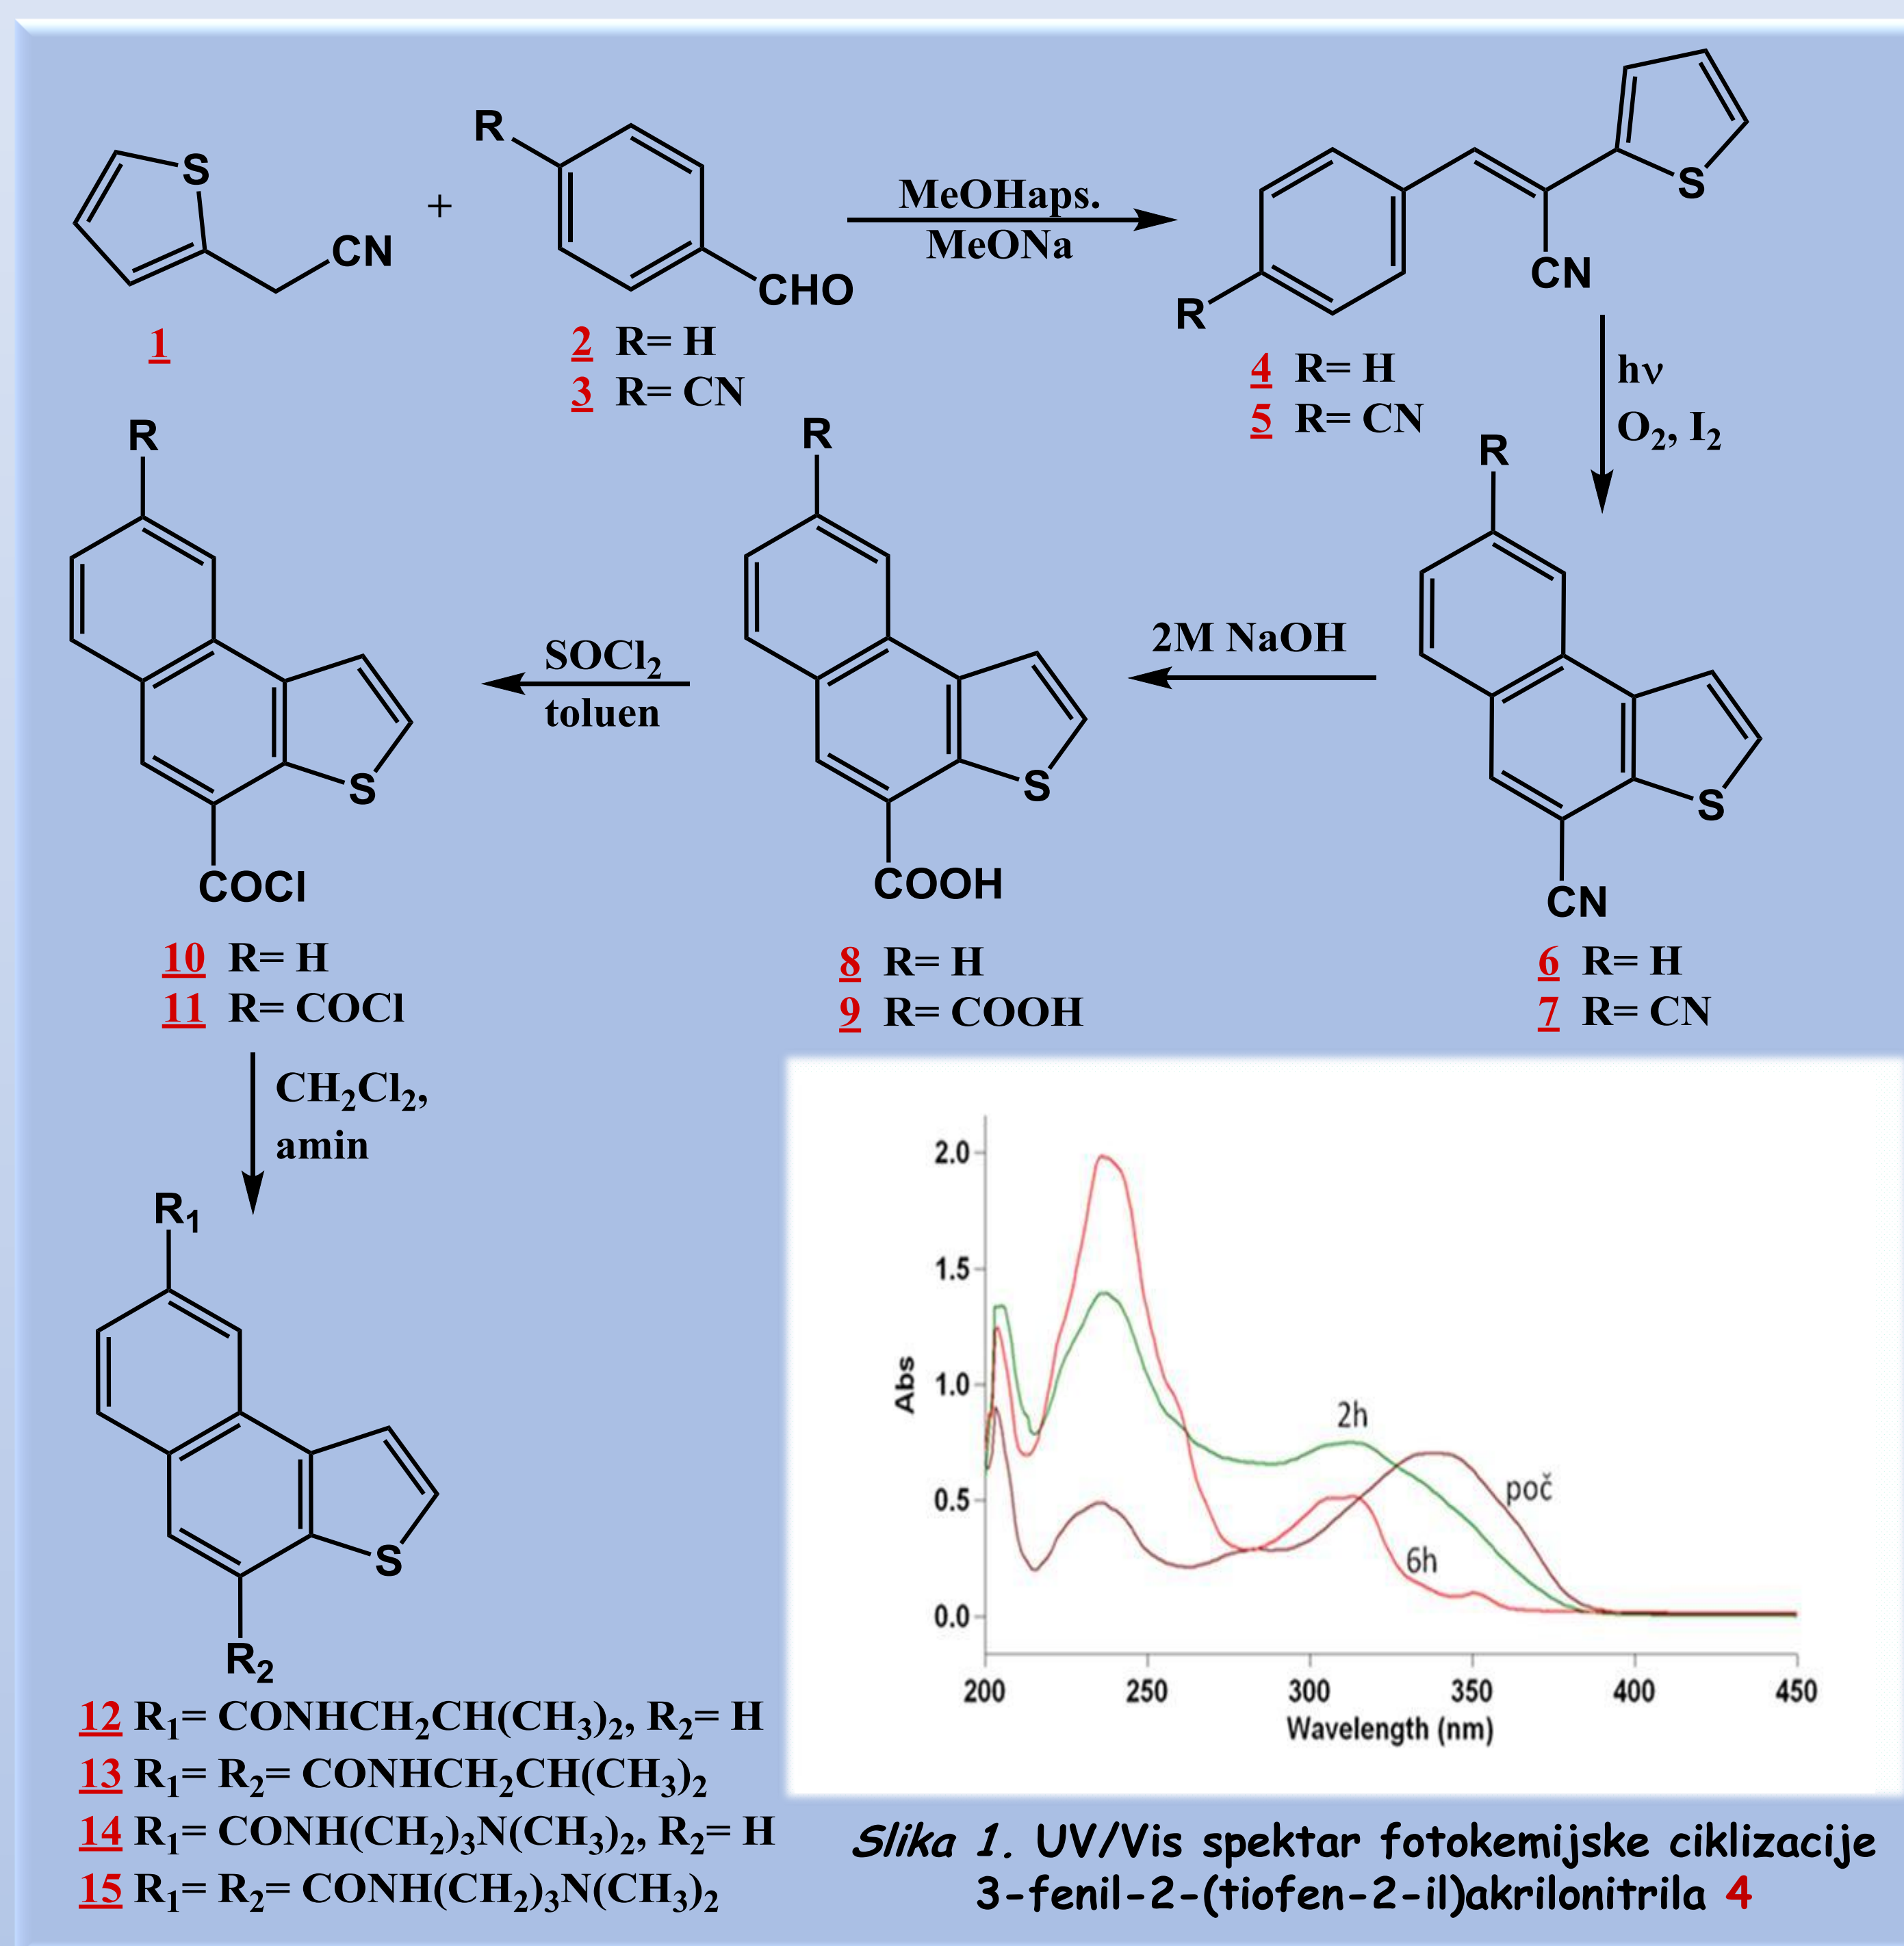 S
CN
+
R
CHO
MeOHaps.
MeONa
R
S
CN
1
2 R= H
3 R= CN
4 R= H
5 R= CN
hν
O₂, I₂
R
COCl
S
SOCl₂
toluen
R
COOH
S
2M NaOH
R
CN
S
10 R= H
11 R= COCl
8 R= H
9 R= COOH
6 R= H
7 R= CN
CH₂Cl₂,
amin
R₁
S
R₂
12 R₁= CONHCH₂CH(CH₃)₂, R₂= H
13 R₁= R₂= CONHCH₂CH(CH₃)₂
14 R₁= CONH(CH₂)₃N(CH₃)₂, R₂= H
15 R₁= R₂= CONH(CH₂)₃N(CH₃)₂
2.0
1.5
1.0
0.5
0.0
Abs
2h
poč
6h
200 250 300 350 400 450
Wavelength (nm)
Slika 1. UV/Vis spektar fotokemijske ciklizacije
3-fenil-2-(tiofen-2-il)akrilonitrila 4